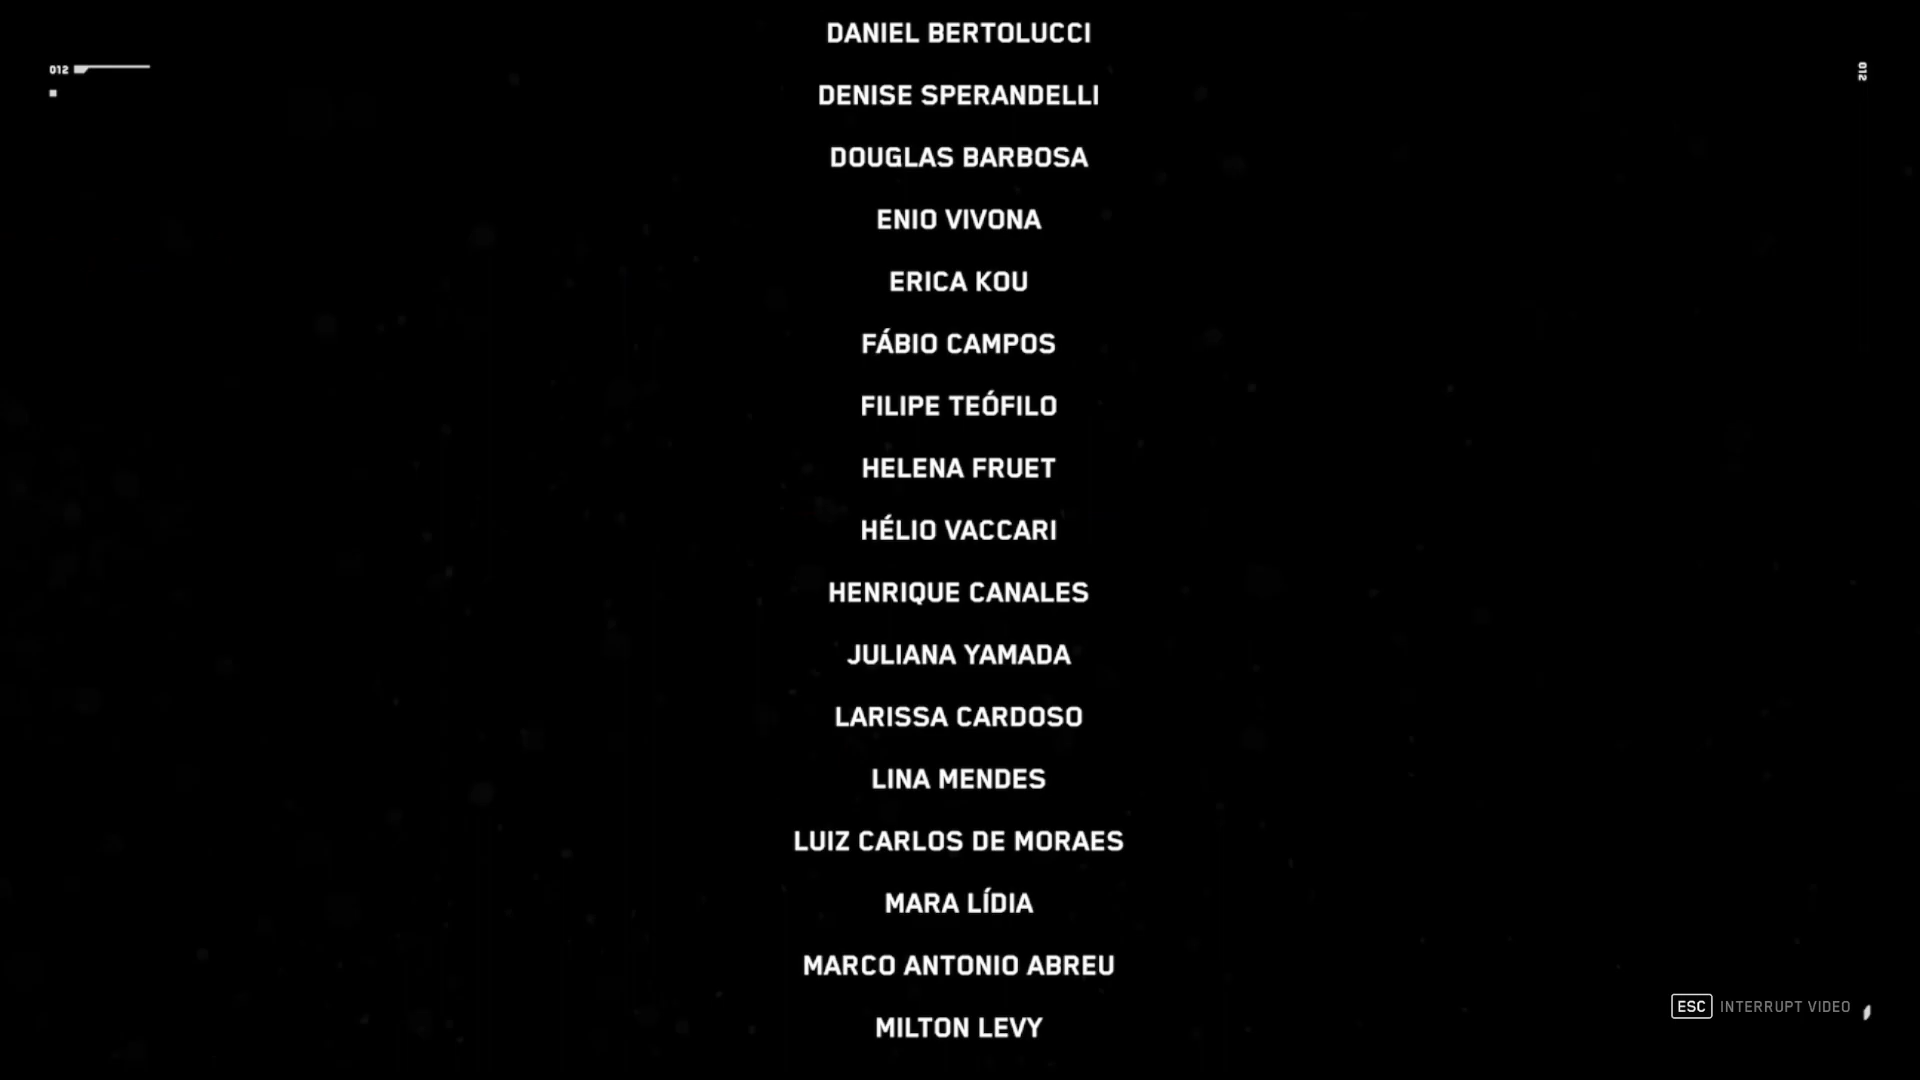 DANIEL BERTOLUCCI
012
012
DENISE SPERANDELLI
DOUGLAS BARBOSA
ENIO VIVONA
ERICA KOU
FÁBIO CAMPOS
FILIPE TEÓFILO
HELENA FRUET
HÉLIO VACCARI
HENRIQUE CANALES
JULIANA YAMADA
LARISSA CARDOSO
LINA MENDES
LUIZ CARLOS DE MORAES
MARA LÍDIA
MARCO ANTONIO ABREU
ESC INTERRUPT VIDEO
MILTON LEVY